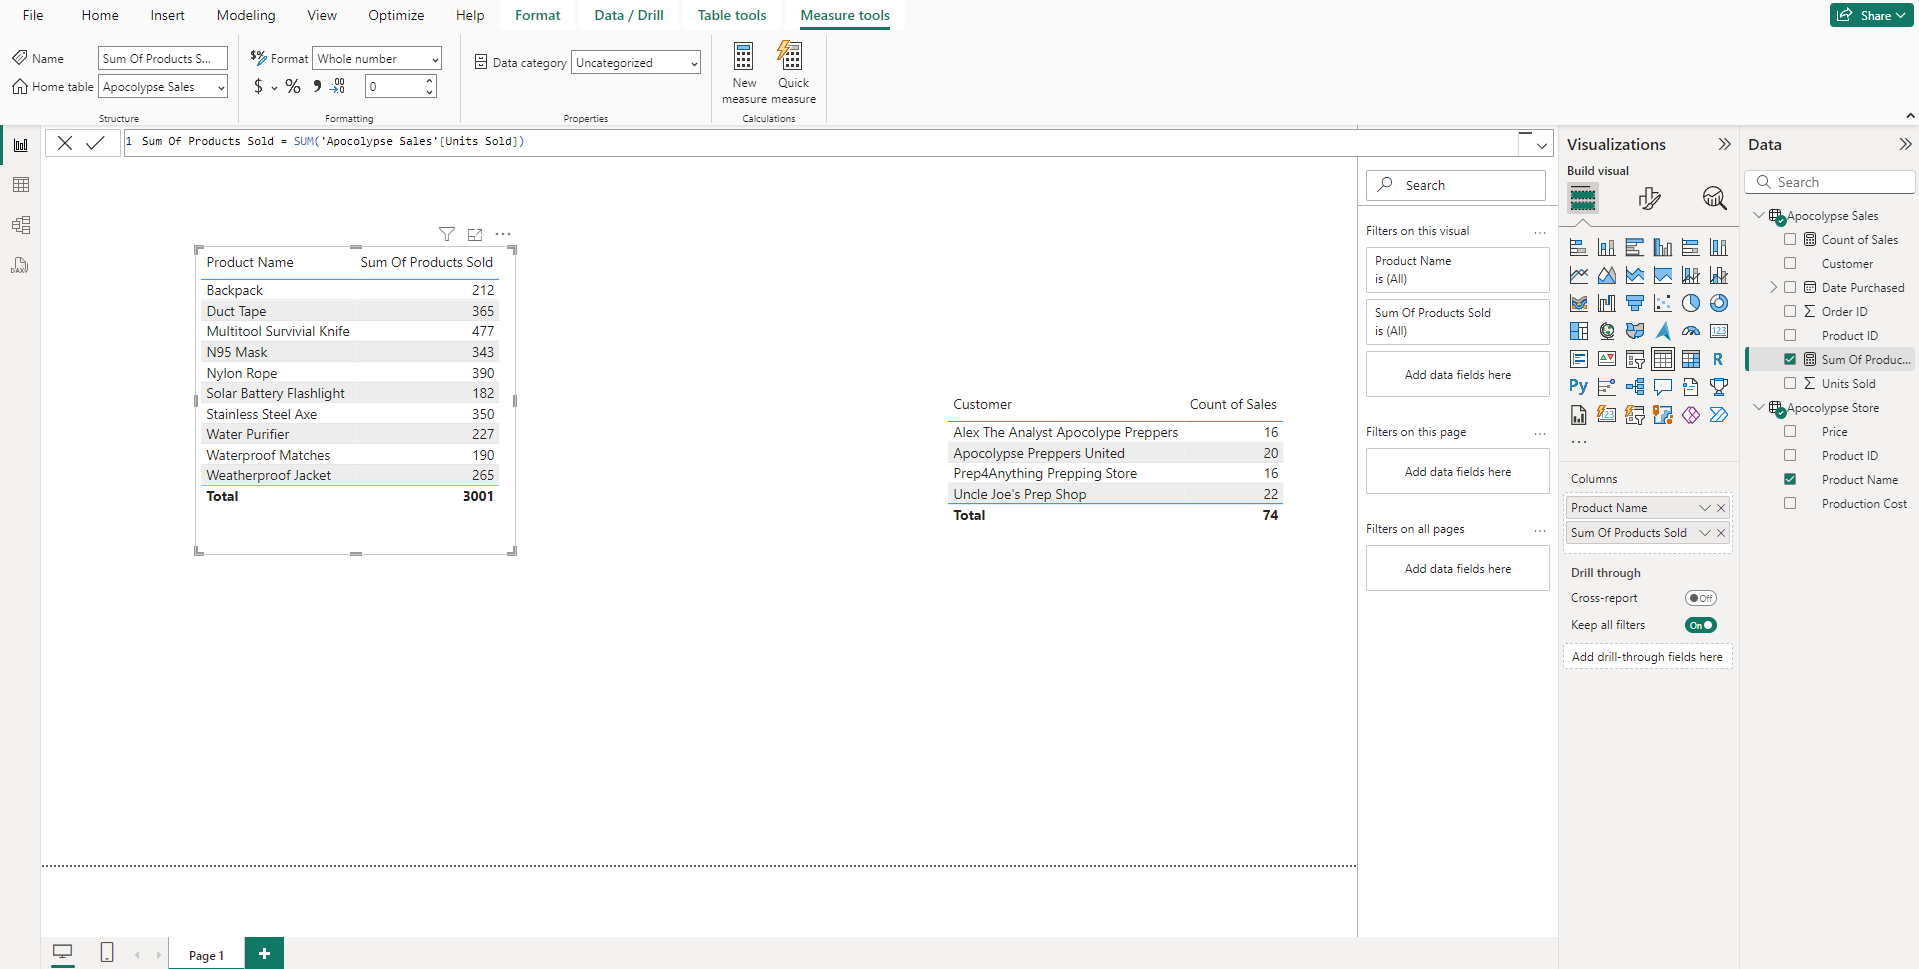 File Home Insert Modeling View Optimize Help Format Data / Drill Table tools Measure tools Share
Name Sum Of Products S...
Home table Apocolypse Sales
Structure
$% Format Whole number
$ % 9 .00 0
Formatting
Data category Uncategorized
Properties
New measure
Quick measure
Calculations
1 Sum Of Products Sold = SUM('Apocolypse Sales'[Units Sold])
DAX
Product Name Sum Of Products Sold
Backpack 212
Duct Tape 365
Multitool Survivial Knife 477
N95 Mask 343
Nylon Rope 390
Solar Battery Flashlight 182
Stainless Steel Axe 350
Water Purifier 227
Waterproof Matches 190
Weatherproof Jacket 265
Total 3001
Customer Count of Sales
Alex The Analyst Apocolype Preppers 16
Apocolypse Preppers United 20
Prep4Anything Prepping Store 16
Uncle Joe's Prep Shop 22
Total 74
Search
Filters on this visual ...
Product Name
is (All)
Sum Of Products Sold
is (All)
Add data fields here
Filters on this page ...
Add data fields here
Filters on all pages ...
Add data fields here
Visualizations
Build visual
123
R
Py
123
...
Columns
Product Name
Sum Of Products Sold
Drill through
Cross-report Off
Keep all filters On
Add drill-through fields here
Data
Search
Apocolypse Sales
Count of Sales
Customer
Date Purchased
Σ Order ID
Product ID
Sum Of Produc...
Σ Units Sold
Apocolypse Store
Price
Product ID
Product Name
Production Cost
Page 1 +